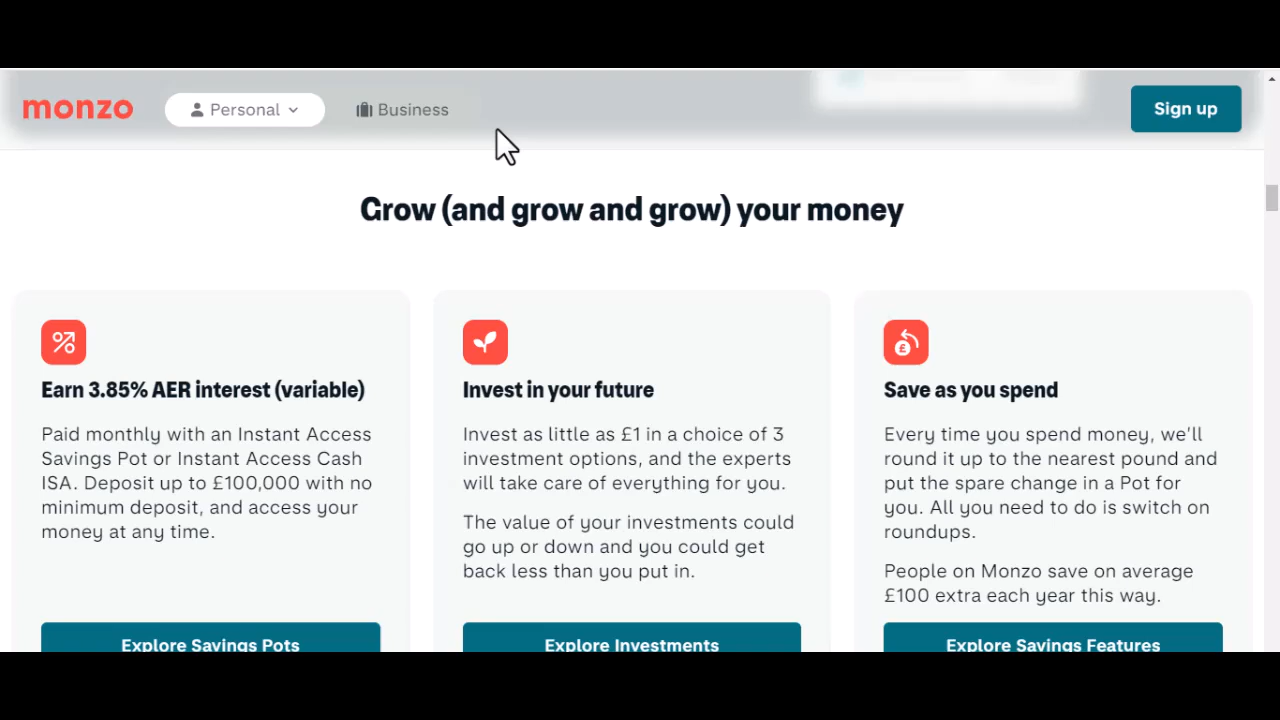 monzo
Personal
Business
Sign up
Grow (and grow and grow) your money
Earn 3.85% AER interest (variable)
Paid monthly with an Instant Access
Savings Pot or Instant Access Cash
ISA. Deposit up to £100,000 with no
minimum deposit, and access your
money at any time.
Explore Savings Pots
Invest in your future
Invest as little as £1 in a choice of 3
investment options, and the experts
will take care of everything for you.
The value of your investments could
go up or down and you could get
back less than you put in.
Explore Investments
Save as you spend
Every time you spend money, we’ll
round it up to the nearest pound and
put the spare change in a Pot for
you. All you need to do is switch on
roundups.
People on Monzo save on average
£100 extra each year this way.
Explore Savings Features